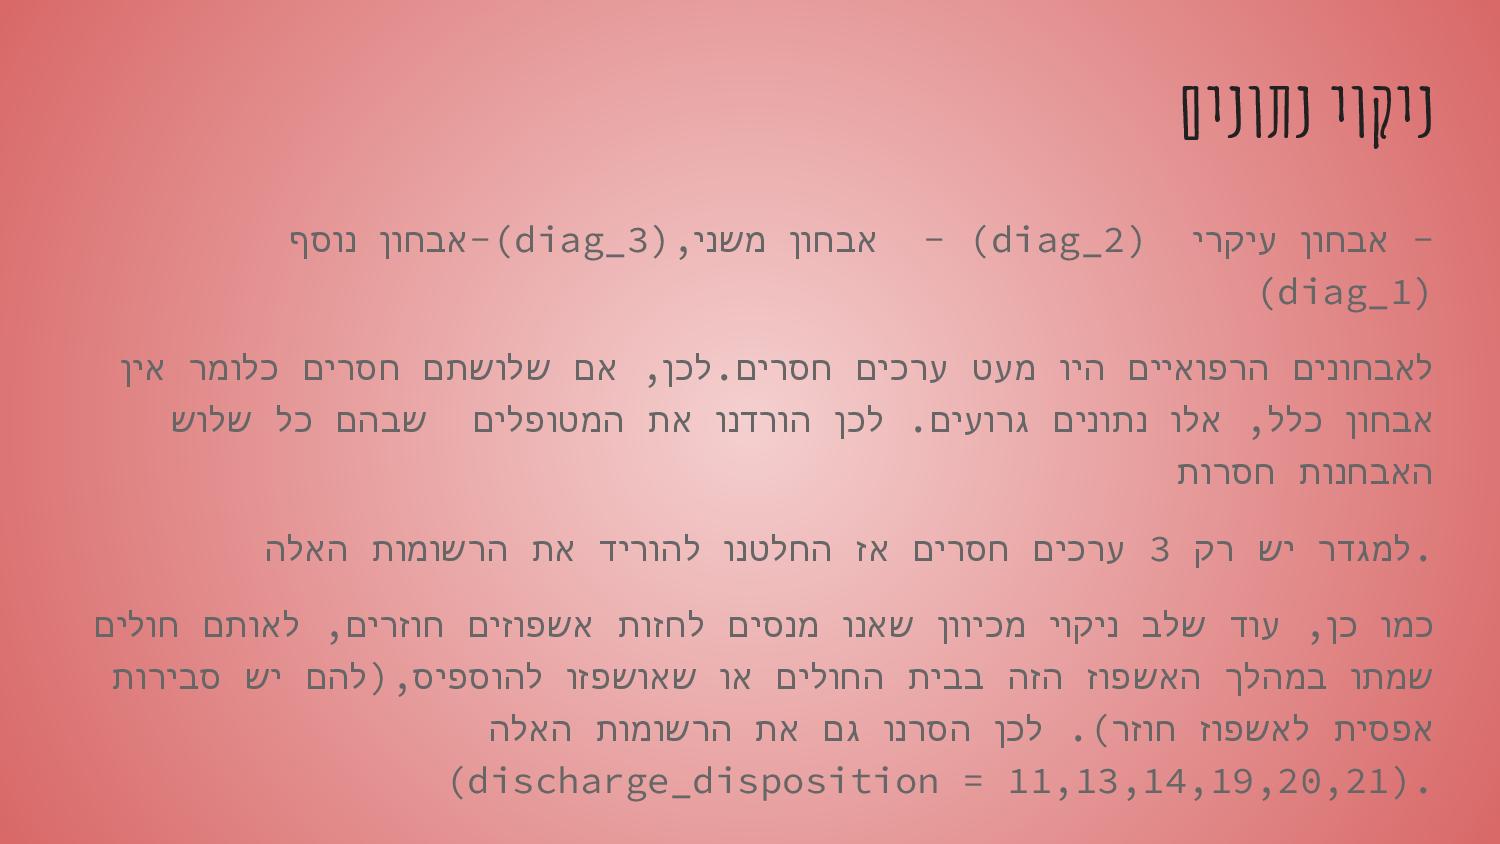 ניקוי נתונים
- אבחון עיקרי (diag_2) - אבחון משני,(diag_3)-אבחון נוסף
(diag_1)
לאבחונים הרפואיים היו מעט ערכים חסרים.לכן, אם שלושתם חסרים כלומר אין
אבחון כלל, אלו נתונים גרועים. לכן הורדנו את המטופלים שבהם כל שלוש
האבחנות חסרות
.למגדר יש רק 3 ערכים חסרים אז החלטנו להוריד את הרשומות האלה
כמו כן, עוד שלב ניקוי מכיוון שאנו מנסים לחזות אשפוזים חוזרים, לאותם חולים
שמתו במהלך האשפוז הזה בבית החולים או שאושפזו להוספיס,(להם יש סבירות
אפסית לאשפוז חוזר). לכן הסרנו גם את הרשומות האלה
(discharge_disposition = 11,13,14,19,20,21).